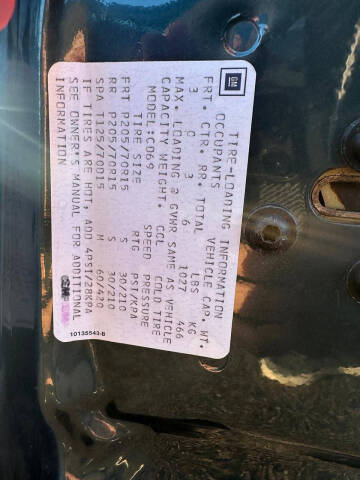 GM
TIRE-LOADING INFORMATION
OCCUPANTS VEHICLE CAP. WT.
FRT. CTR. RR. TOTAL LBS KG
3 0 3 6 1027 466
MAX. LOADING @ GVWR SAME AS VEHICLE
CAPACITY WEIGHT. CGL COLD TIRE
MODEL:CO69 SPEED PRESSURE
TIRE SIZE RTG PSI/KPA
FRT P205/70R15 S 30/210
RR P205/70R15 S 30/210
SPA T125/70D15 M 60/420
IF TIRES ARE HOT, ADD 4PSI/28KPA
SEE OWNER'S MANUAL FOR ADDITIONAL
INFORMATION
10135543-B